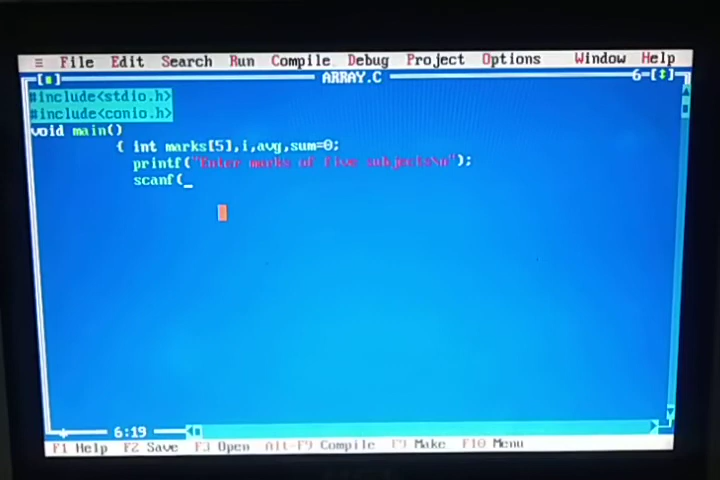 ≡ File Edit Search Run Compile Debug Project Options Window Help
[■] ARRAY.C 6=[↕]
#include<stdio.h>
#include<conio.h>
void main()
{ int marks[5],i,avg,sum=0;
printf("Enter marks of five subjects\n");
scanf(_
6:19
F1 Help F2 Save F3 Open Alt-F9 Compile F9 Make F10 Menu